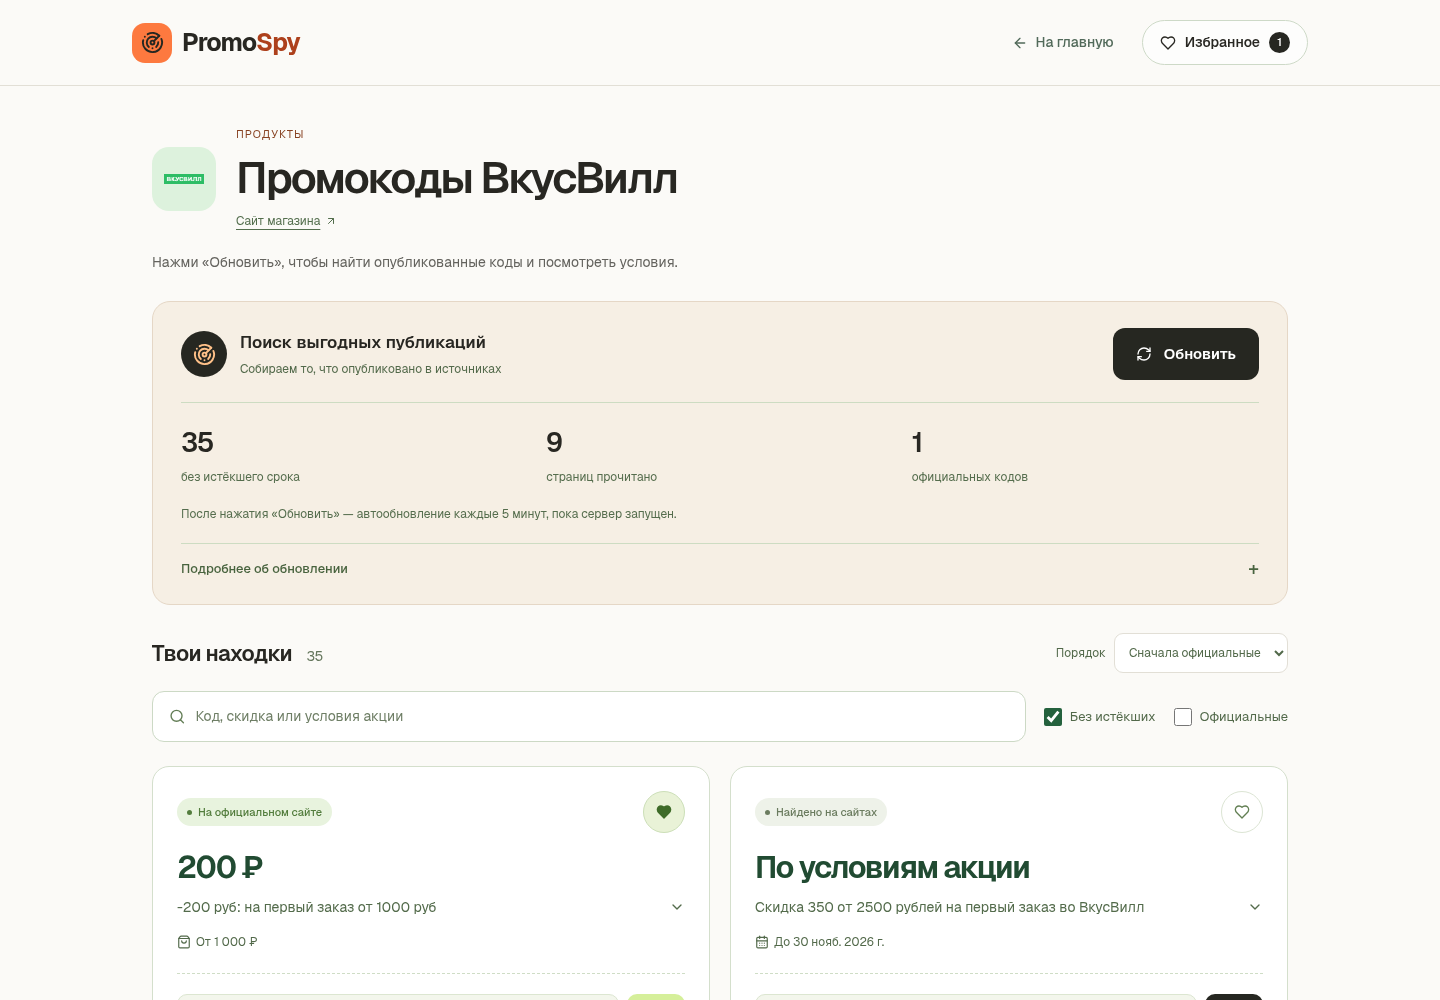 PromoSpy
На главную
Избранное 1
ПРОДУКТЫ
ВКУСВИЛЛ
Промокоды ВкусВилл
Сайт магазина
Нажми «Обновить», чтобы найти опубликованные коды и посмотреть условия.
Поиск выгодных публикаций
Собираем то, что опубликовано в источниках
Обновить
35
без истёкшего срока
9
страниц прочитано
1
официальных кодов
После нажатия «Обновить» — автообновление каждые 5 минут, пока сервер запущен.
Подробнее об обновлении +
Твои находки 35
Порядок
Сначала официальные
Код, скидка или условия акции
Без истёкших
Официальные
На официальном сайте
200 ₽
-200 руб: на первый заказ от 1000 руб
От 1 000 ₽
Найдено на сайтах
По условиям акции
Скидка 350 от 2500 рублей на первый заказ во ВкусВилл
До 30 нояб. 2026 г.